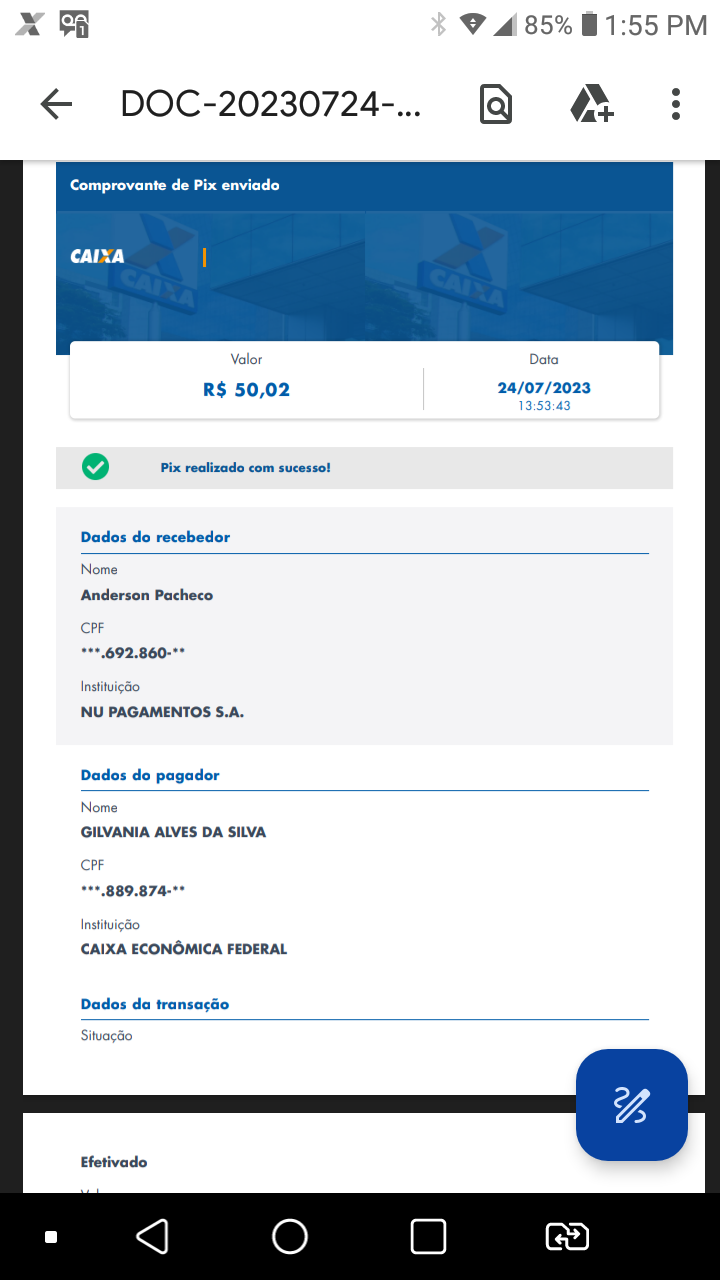 85% 1:55 PM
DOC-20230724-...
Comprovante de Pix enviado
CAIXA
CAIXA
CAIXA
Valor
R$ 50,02
Data
24/07/2023
13:53:43
Pix realizado com sucesso!
Dados do recebedor
Nome
Anderson Pacheco
CPF
***.692.860-**
Instituição
NU PAGAMENTOS S.A.
Dados do pagador
Nome
GILVANIA ALVES DA SILVA
CPF
***.889.874-**
Instituição
CAIXA ECONÔMICA FEDERAL
Dados da transação
Situação
Efetivado